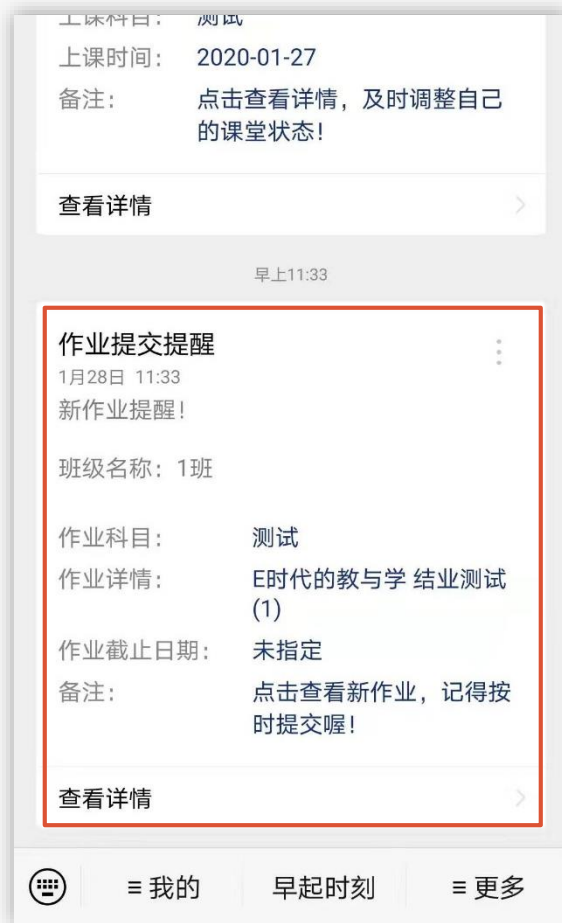 上课科目： 测试
上课时间： 2020-01-27
备注： 点击查看详情，及时调整自己
的课堂状态！
查看详情
早上11:33
作业提交提醒
1月28日 11:33
新作业提醒！
班级名称：1班
作业科目： 测试
作业详情： E时代的教与学 结业测试
(1)
作业截止日期： 未指定
备注： 点击查看新作业，记得按
时提交喔！
查看详情
≡ 我的 早起时刻 ≡ 更多